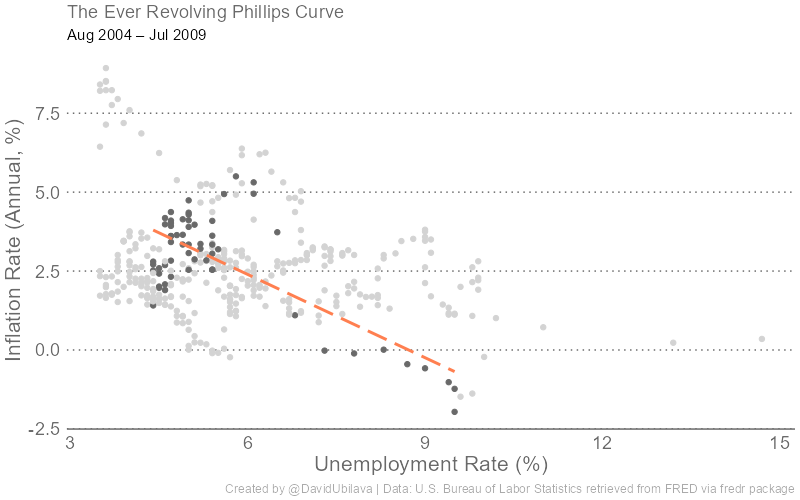 The Ever Revolving Phillips Curve
Aug 2004 – Jul 2009
Inflation Rate (Annual, %)
7.5
5.0
2.5
0.0
-2.5
3 6 9 12 15
Unemployment Rate (%)
Created by @DavidUbilava | Data: U.S. Bureau of Labor Statistics retrieved from FRED via fredr package